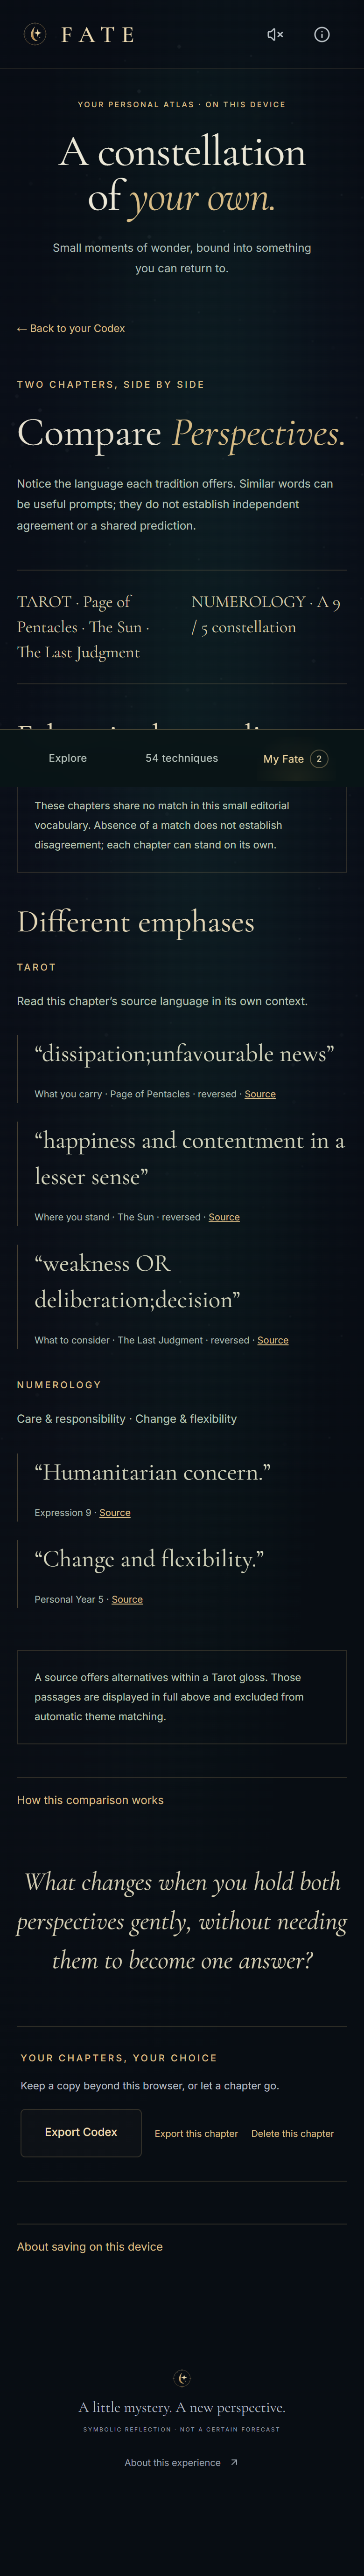 FATE
YOUR PERSONAL ATLAS · ON THIS DEVICE
A constellation
of your own.
Small moments of wonder, bound into something
you can return to.
← Back to your Codex
TWO CHAPTERS, SIDE BY SIDE
Compare Perspectives.
Notice the language each tradition offers. Similar words can
be useful prompts; they do not establish independent
agreement or a shared prediction.
TAROT · Page of
Pentacles · The Sun ·
The Last Judgment
NUMEROLOGY · A 9
/ 5 constellation
Explore
54 techniques
My Fate 2
These chapters share no match in this small editorial
vocabulary. Absence of a match does not establish
disagreement; each chapter can stand on its own.
Different emphases
TAROT
Read this chapter’s source language in its own context.
“dissipation;unfavourable news”
What you carry · Page of Pentacles · reversed · Source
“happiness and contentment in a
lesser sense”
Where you stand · The Sun · reversed · Source
“weakness OR
deliberation;decision”
What to consider · The Last Judgment · reversed · Source
NUMEROLOGY
Care & responsibility · Change & flexibility
“Humanitarian concern.”
Expression 9 · Source
“Change and flexibility.”
Personal Year 5 · Source
A source offers alternatives within a Tarot gloss. Those
passages are displayed in full above and excluded from
automatic theme matching.
How this comparison works
What changes when you hold both
perspectives gently, without needing
them to become one answer?
YOUR CHAPTERS, YOUR CHOICE
Keep a copy beyond this browser, or let a chapter go.
Export Codex
Export this chapter
Delete this chapter
About saving on this device
A little mystery. A new perspective.
SYMBOLIC REFLECTION · NOT A CERTAIN FORECAST
About this experience ↗